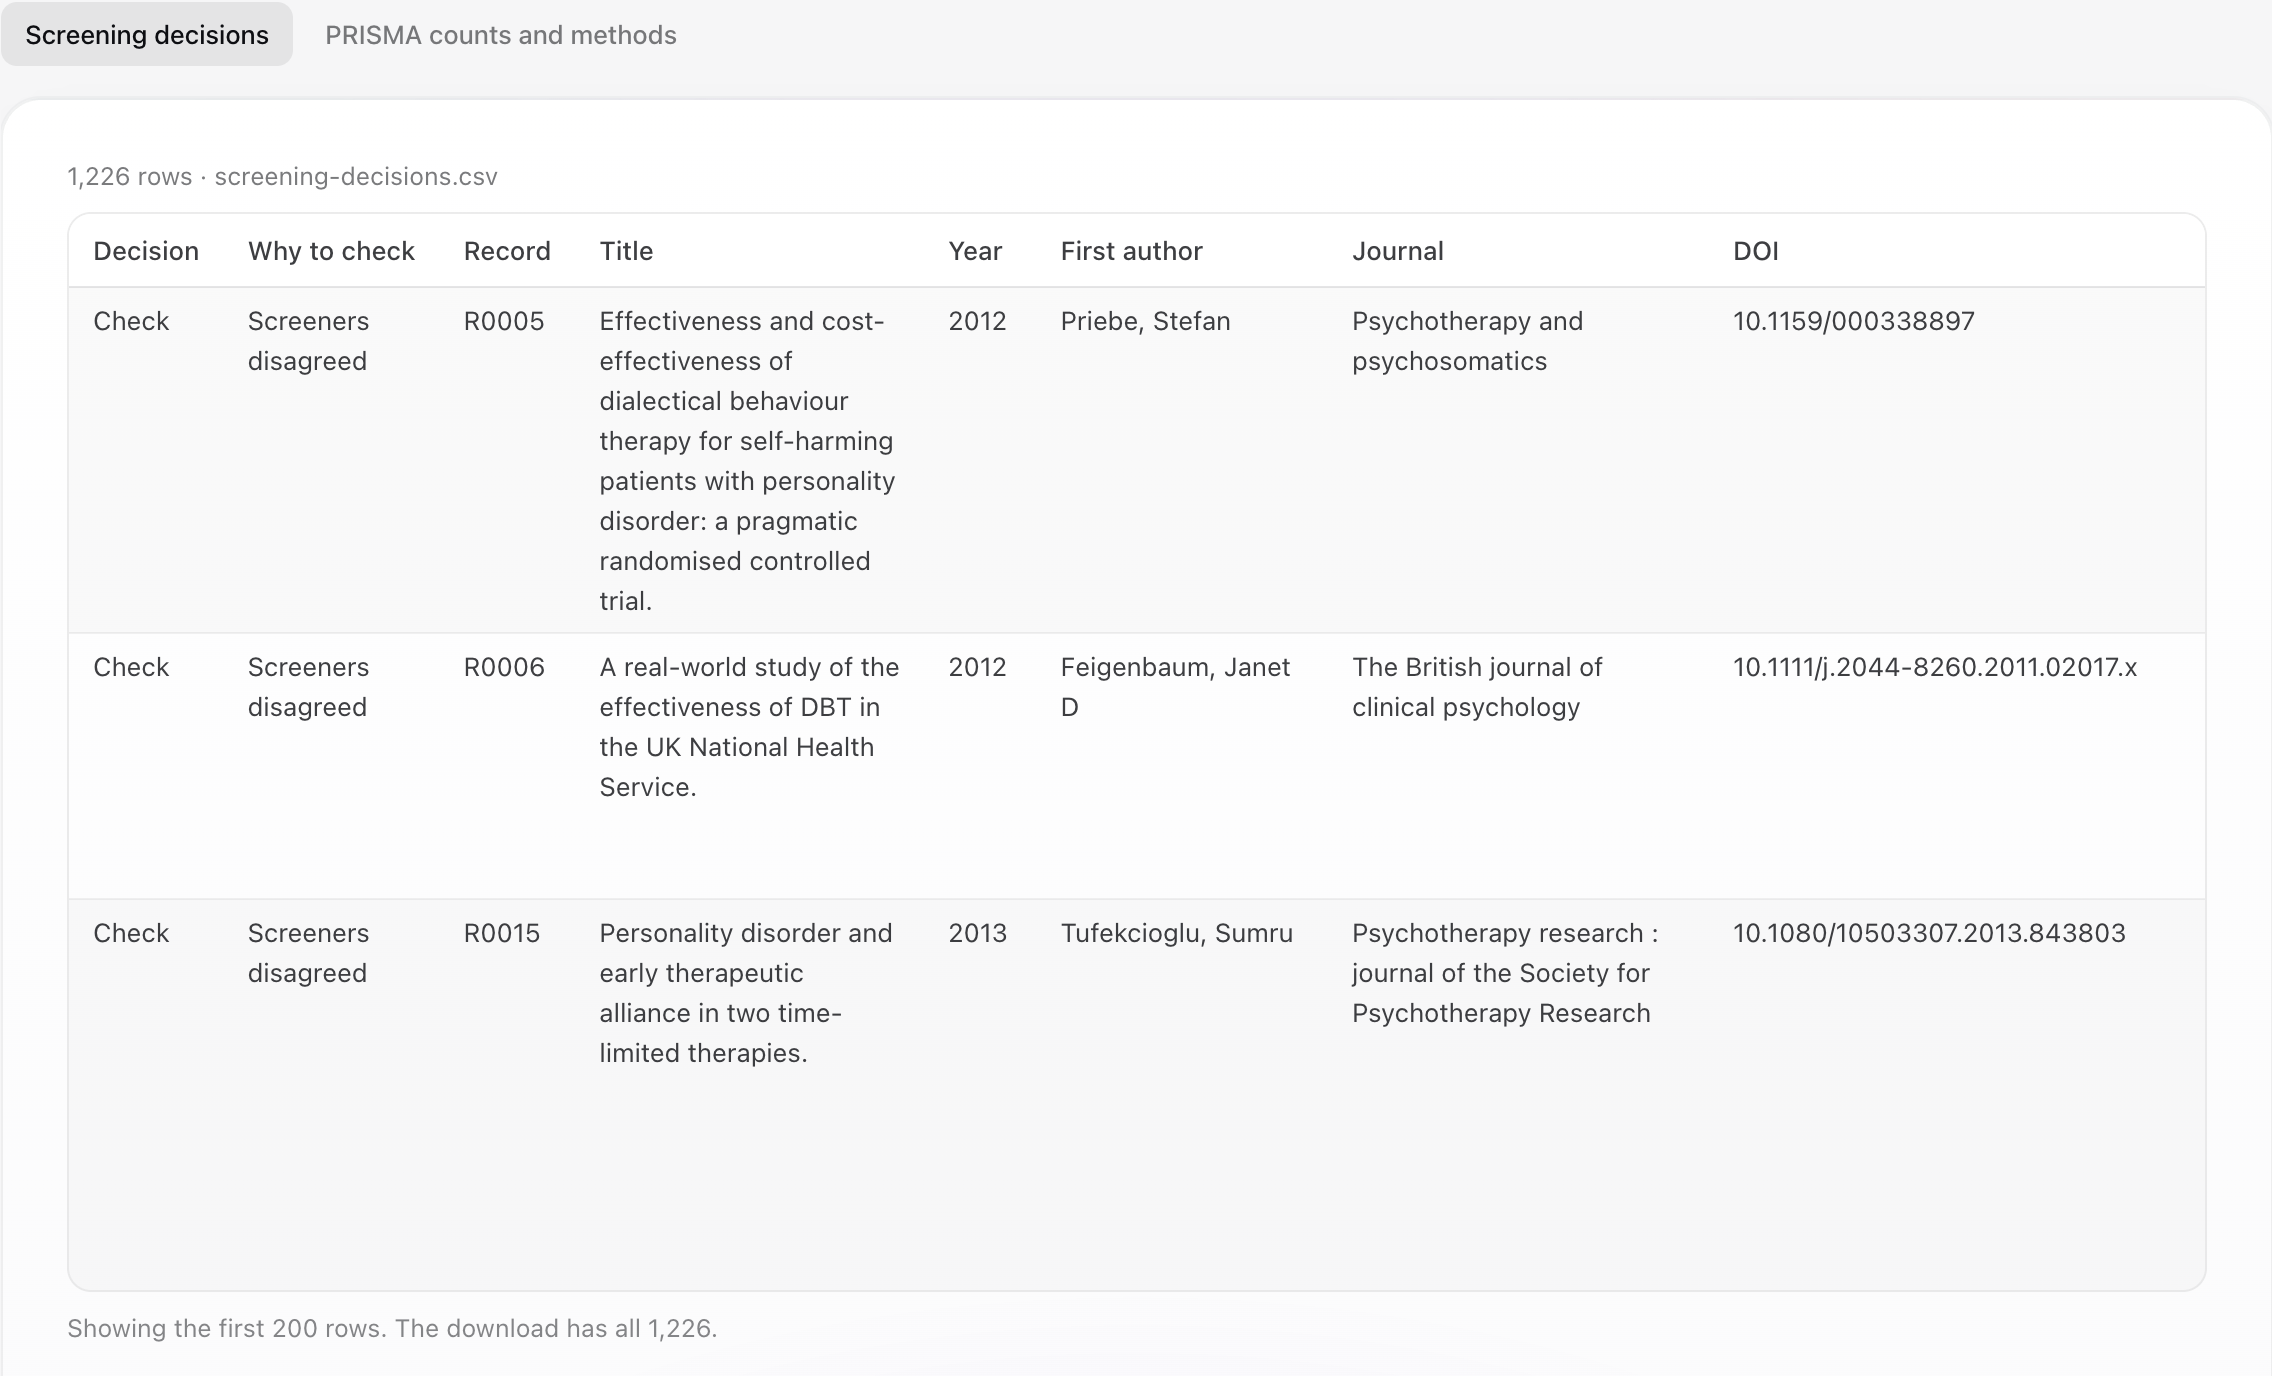 Screening decisions
PRISMA counts and methods
1,226 rows · screening-decisions.csv
Decision Why to check Record Title Year First author Journal DOI
Check Screeners R0005 Effectiveness and cost- 2012 Priebe, Stefan Psychotherapy and 10.1159/000338897
disagreed effectiveness of psychosomatics
dialectical behaviour
therapy for self-harming
patients with personality
disorder: a pragmatic
randomised controlled
trial.
Check Screeners R0006 A real-world study of the 2012 Feigenbaum, Janet The British journal of 10.1111/j.2044-8260.2011.02017.x
disagreed effectiveness of DBT in D clinical psychology
the UK National Health
Service.
Check Screeners R0015 Personality disorder and 2013 Tufekcioglu, Sumru Psychotherapy research : 10.1080/10503307.2013.843803
disagreed early therapeutic journal of the Society for
alliance in two time- Psychotherapy Research
limited therapies.
Showing the first 200 rows. The download has all 1,226.